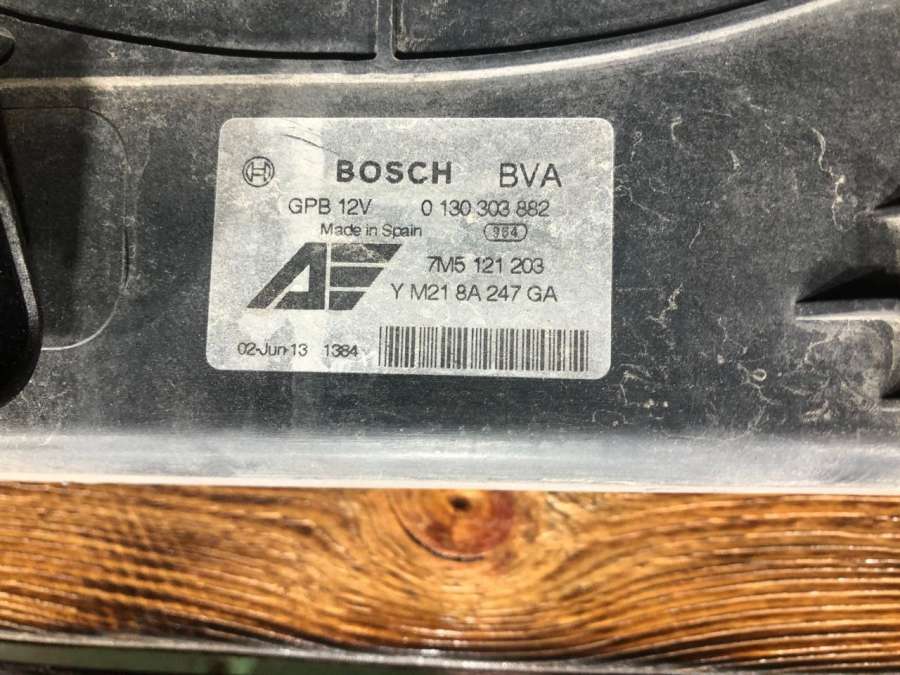 BOSCH BVA
GPB 12V 0 130 303 882
Made in Spain 964
7M5 121 203
Y M21 8A 247 GA
02-Jun-13 1384